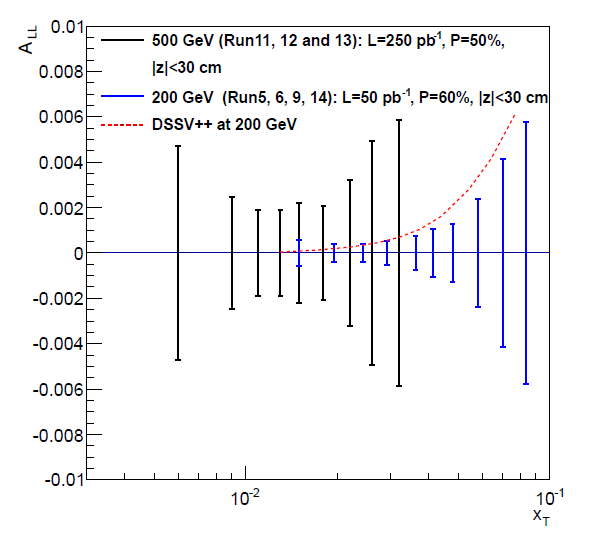 A_LL
0.01
0.008
0.006
0.004
0.002
0
-0.002
-0.004
-0.006
-0.008
-0.01
500 GeV (Run11, 12 and 13): L=250 pb⁻¹, P=50%,
|z|<30 cm
200 GeV (Run5, 6, 9, 14): L=50 pb⁻¹, P=60%, |z|<30 cm
DSSV++ at 200 GeV
10⁻²
10⁻¹
x_T